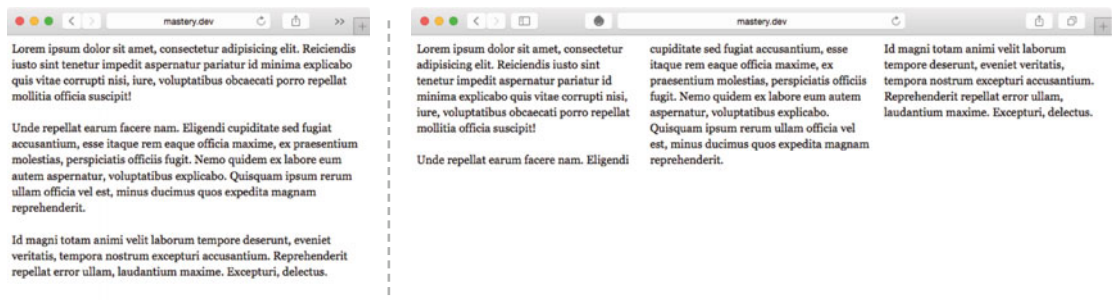 mastery.dev
Lorem ipsum dolor sit amet, consectetur adipisicing elit. Reiciendis
iusto sint tenetur impedit aspernatur pariatur id minima explicabo
quis vitae corrupti nisi, iure, voluptatibus obcaecati porro repellat
mollitia officia suscipit!
Unde repellat earum facere nam. Eligendi cupiditate sed fugiat
accusantium, esse itaque rem eaque officia maxime, ex praesentium
molestias, perspiciatis officiis fugit. Nemo quidem ex labore eum
autem aspernatur, voluptatibus explicabo. Quisquam ipsum rerum
ullam officia vel est, minus ducimus quos expedita magnam
reprehenderit.
Id magni totam animi velit laborum tempore deserunt, eveniet
veritatis, tempora nostrum excepturi accusantium. Reprehenderit
repellat error ullam, laudantium maxime. Excepturi, delectus.
mastery.dev
Lorem ipsum dolor sit amet, consectetur
adipisicing elit. Reiciendis iusto sint
tenetur impedit aspernatur pariatur id
minima explicabo quis vitae corrupti nisi,
iure, voluptatibus obcaecati porro repellat
mollitia officia suscipit!
Unde repellat earum facere nam. Eligendi
cupiditate sed fugiat accusantium, esse
itaque rem eaque officia maxime, ex
praesentium molestias, perspiciatis officiis
fugit. Nemo quidem ex labore eum autem
aspernatur, voluptatibus explicabo.
Quisquam ipsum rerum ullam officia vel
est, minus ducimus quos expedita magnam
reprehenderit.
Id magni totam animi velit laborum
tempore deserunt, eveniet veritatis,
tempora nostrum excepturi accusantium.
Reprehenderit repellat error ullam,
laudantium maxime. Excepturi, delectus.